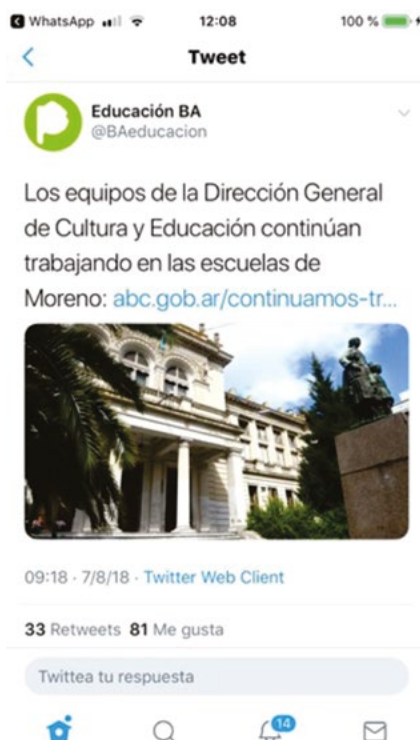 WhatsApp
12:08
100 %
Tweet
Educación BA
@BAeducacion
Los equipos de la Dirección General
de Cultura y Educación continúan
trabajando en las escuelas de
Moreno: abc.gob.ar/continuamos-tr...
09:18 · 7/8/18 · Twitter Web Client
33 Retweets 81 Me gusta
Twittea tu respuesta
14